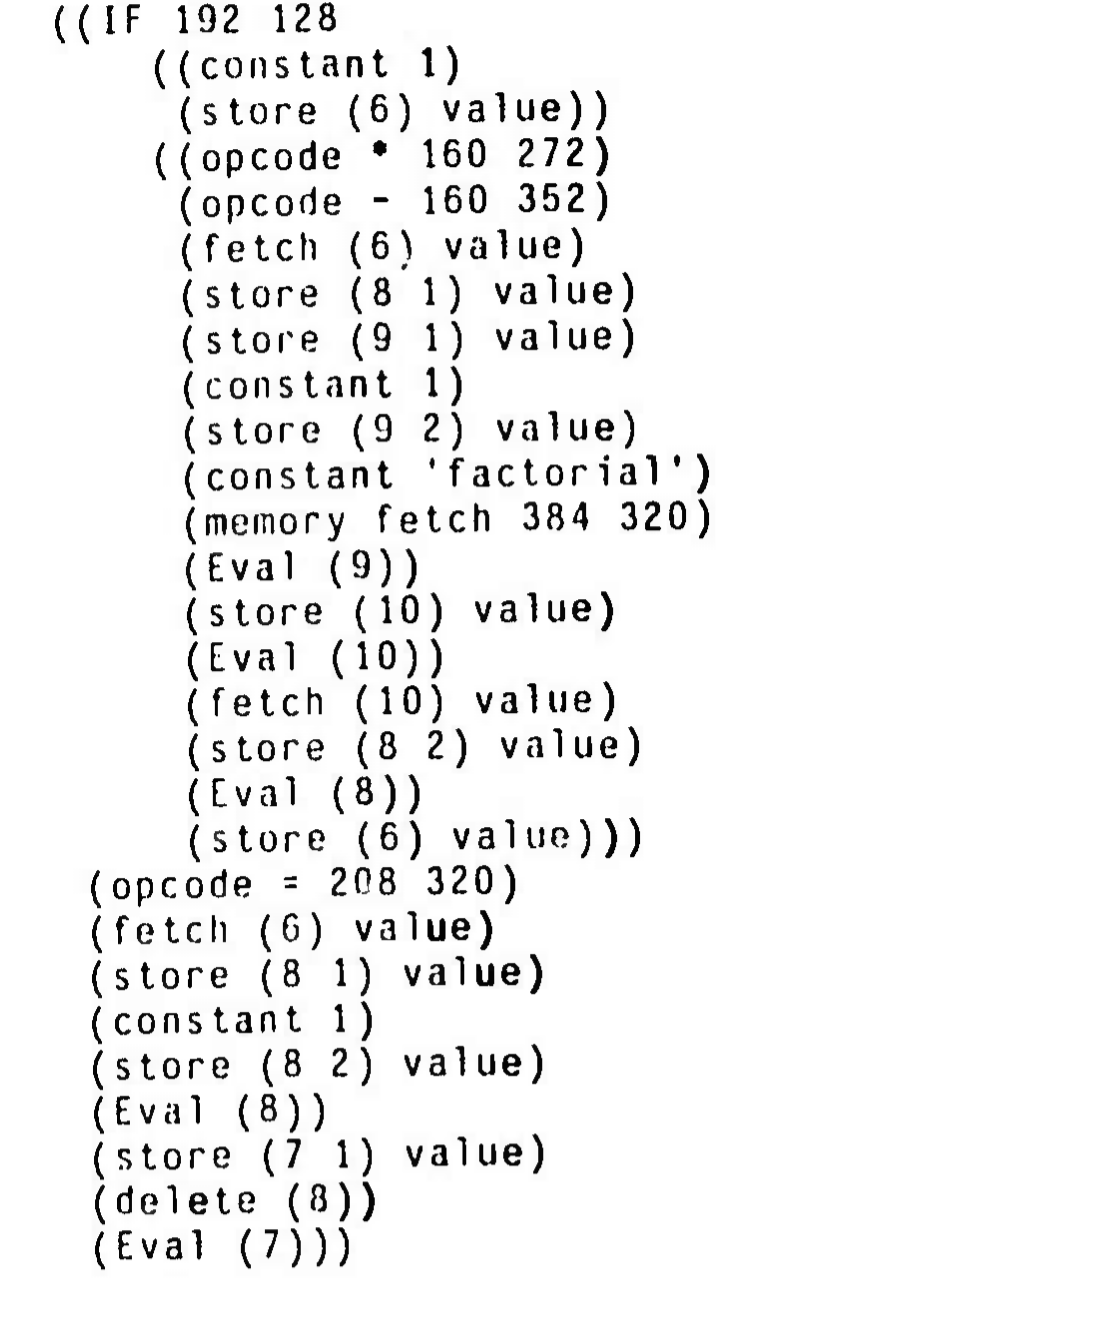 ((IF 192 128
((constant 1)
(store (6) value))
((opcode * 160 272)
(opcode - 160 352)
(fetch (6) value)
(store (8 1) value)
(store (9 1) value)
(constant 1)
(store (9 2) value)
(constant 'factorial')
(memory fetch 384 320)
(Eval (9))
(store (10) value)
(Eval (10))
(fetch (10) value)
(store (8 2) value)
(Eval (8))
(store (6) value)))
(opcode = 208 320)
(fetch (6) value)
(store (8 1) value)
(constant 1)
(store (8 2) value)
(Eval (8))
(store (7 1) value)
(delete (8))
(Eval (7)))